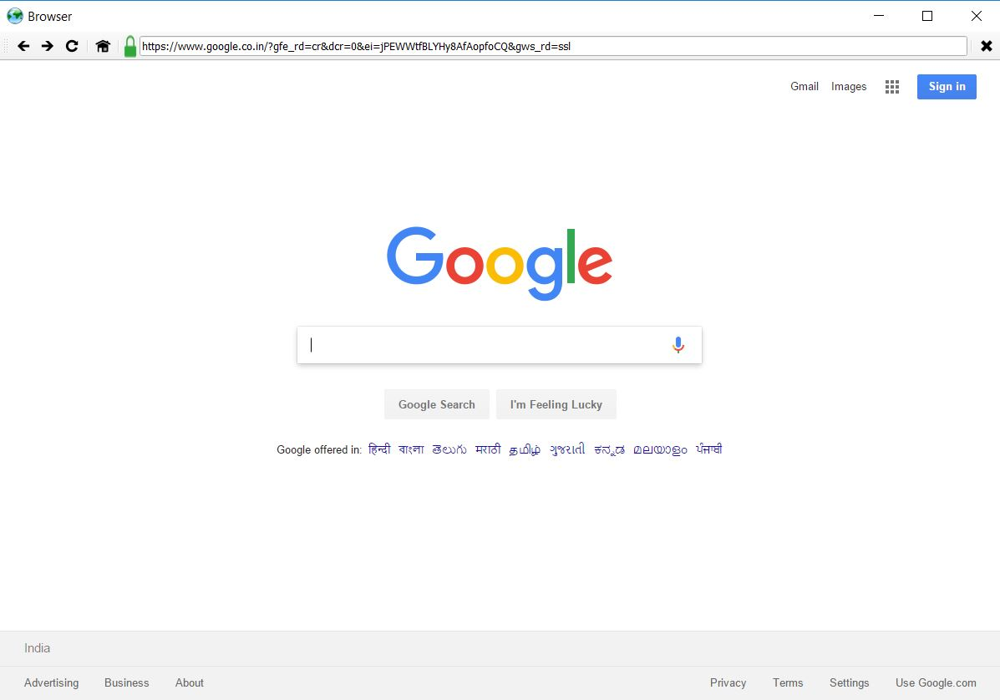 Browser
https://www.google.co.in/?gfe_rd=cr&dcr=0&ei=jPEWWtfBLYHy8AfAopfoCQ&gws_rd=ssl
Gmail Images Sign in
Google
Google Search I'm Feeling Lucky
Google offered in: हिन्दी বাংলা తెలుగు मराठी தமிழ் ગુજરાતી ಕನ್ನಡ മലയാളം ਪੰਜਾਬੀ
India
Advertising Business About Privacy Terms Settings Use Google.com